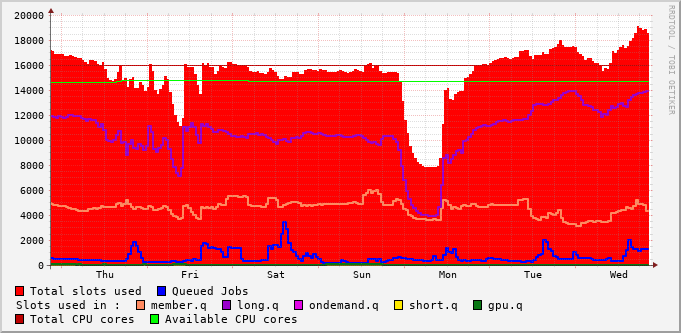 20000
18000
16000
14000
12000
10000
8000
6000
4000
2000
0
Thu Fri Sat Sun Mon Tue Wed
RRDTOOL / TOBI OETIKER
Total slots used Queued Jobs
Slots used in : member.q long.q ondemand.q short.q gpu.q
Total CPU cores Available CPU cores